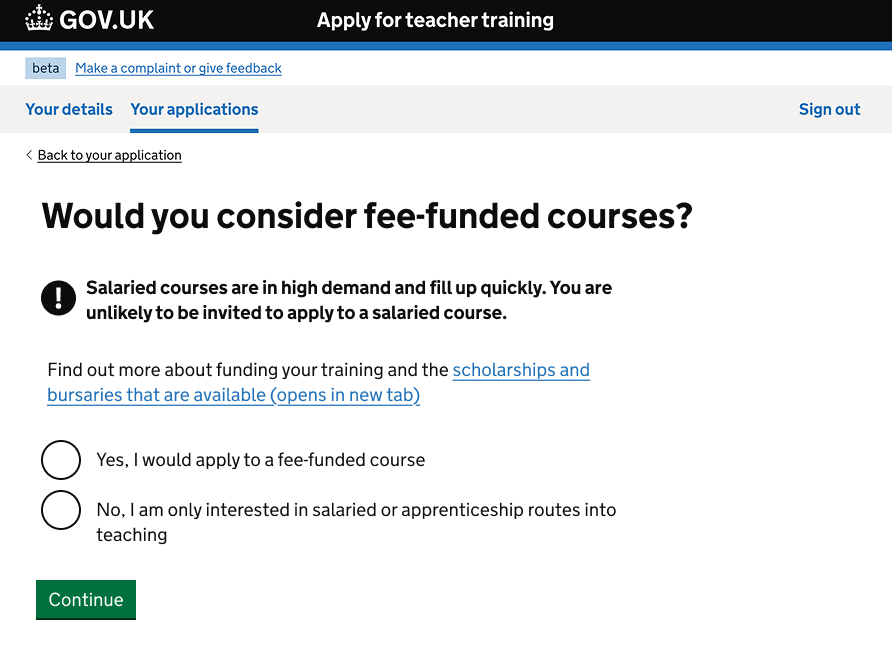 GOV.UK
Apply for teacher training
beta Make a complaint or give feedback
Your details Your applications Sign out
Back to your application
Would you consider fee-funded courses?
! Salaried courses are in high demand and fill up quickly. You are
unlikely to be invited to apply to a salaried course.
Find out more about funding your training and the scholarships and
bursaries that are available (opens in new tab)
Yes, I would apply to a fee-funded course
No, I am only interested in salaried or apprenticeship routes into
teaching
Continue